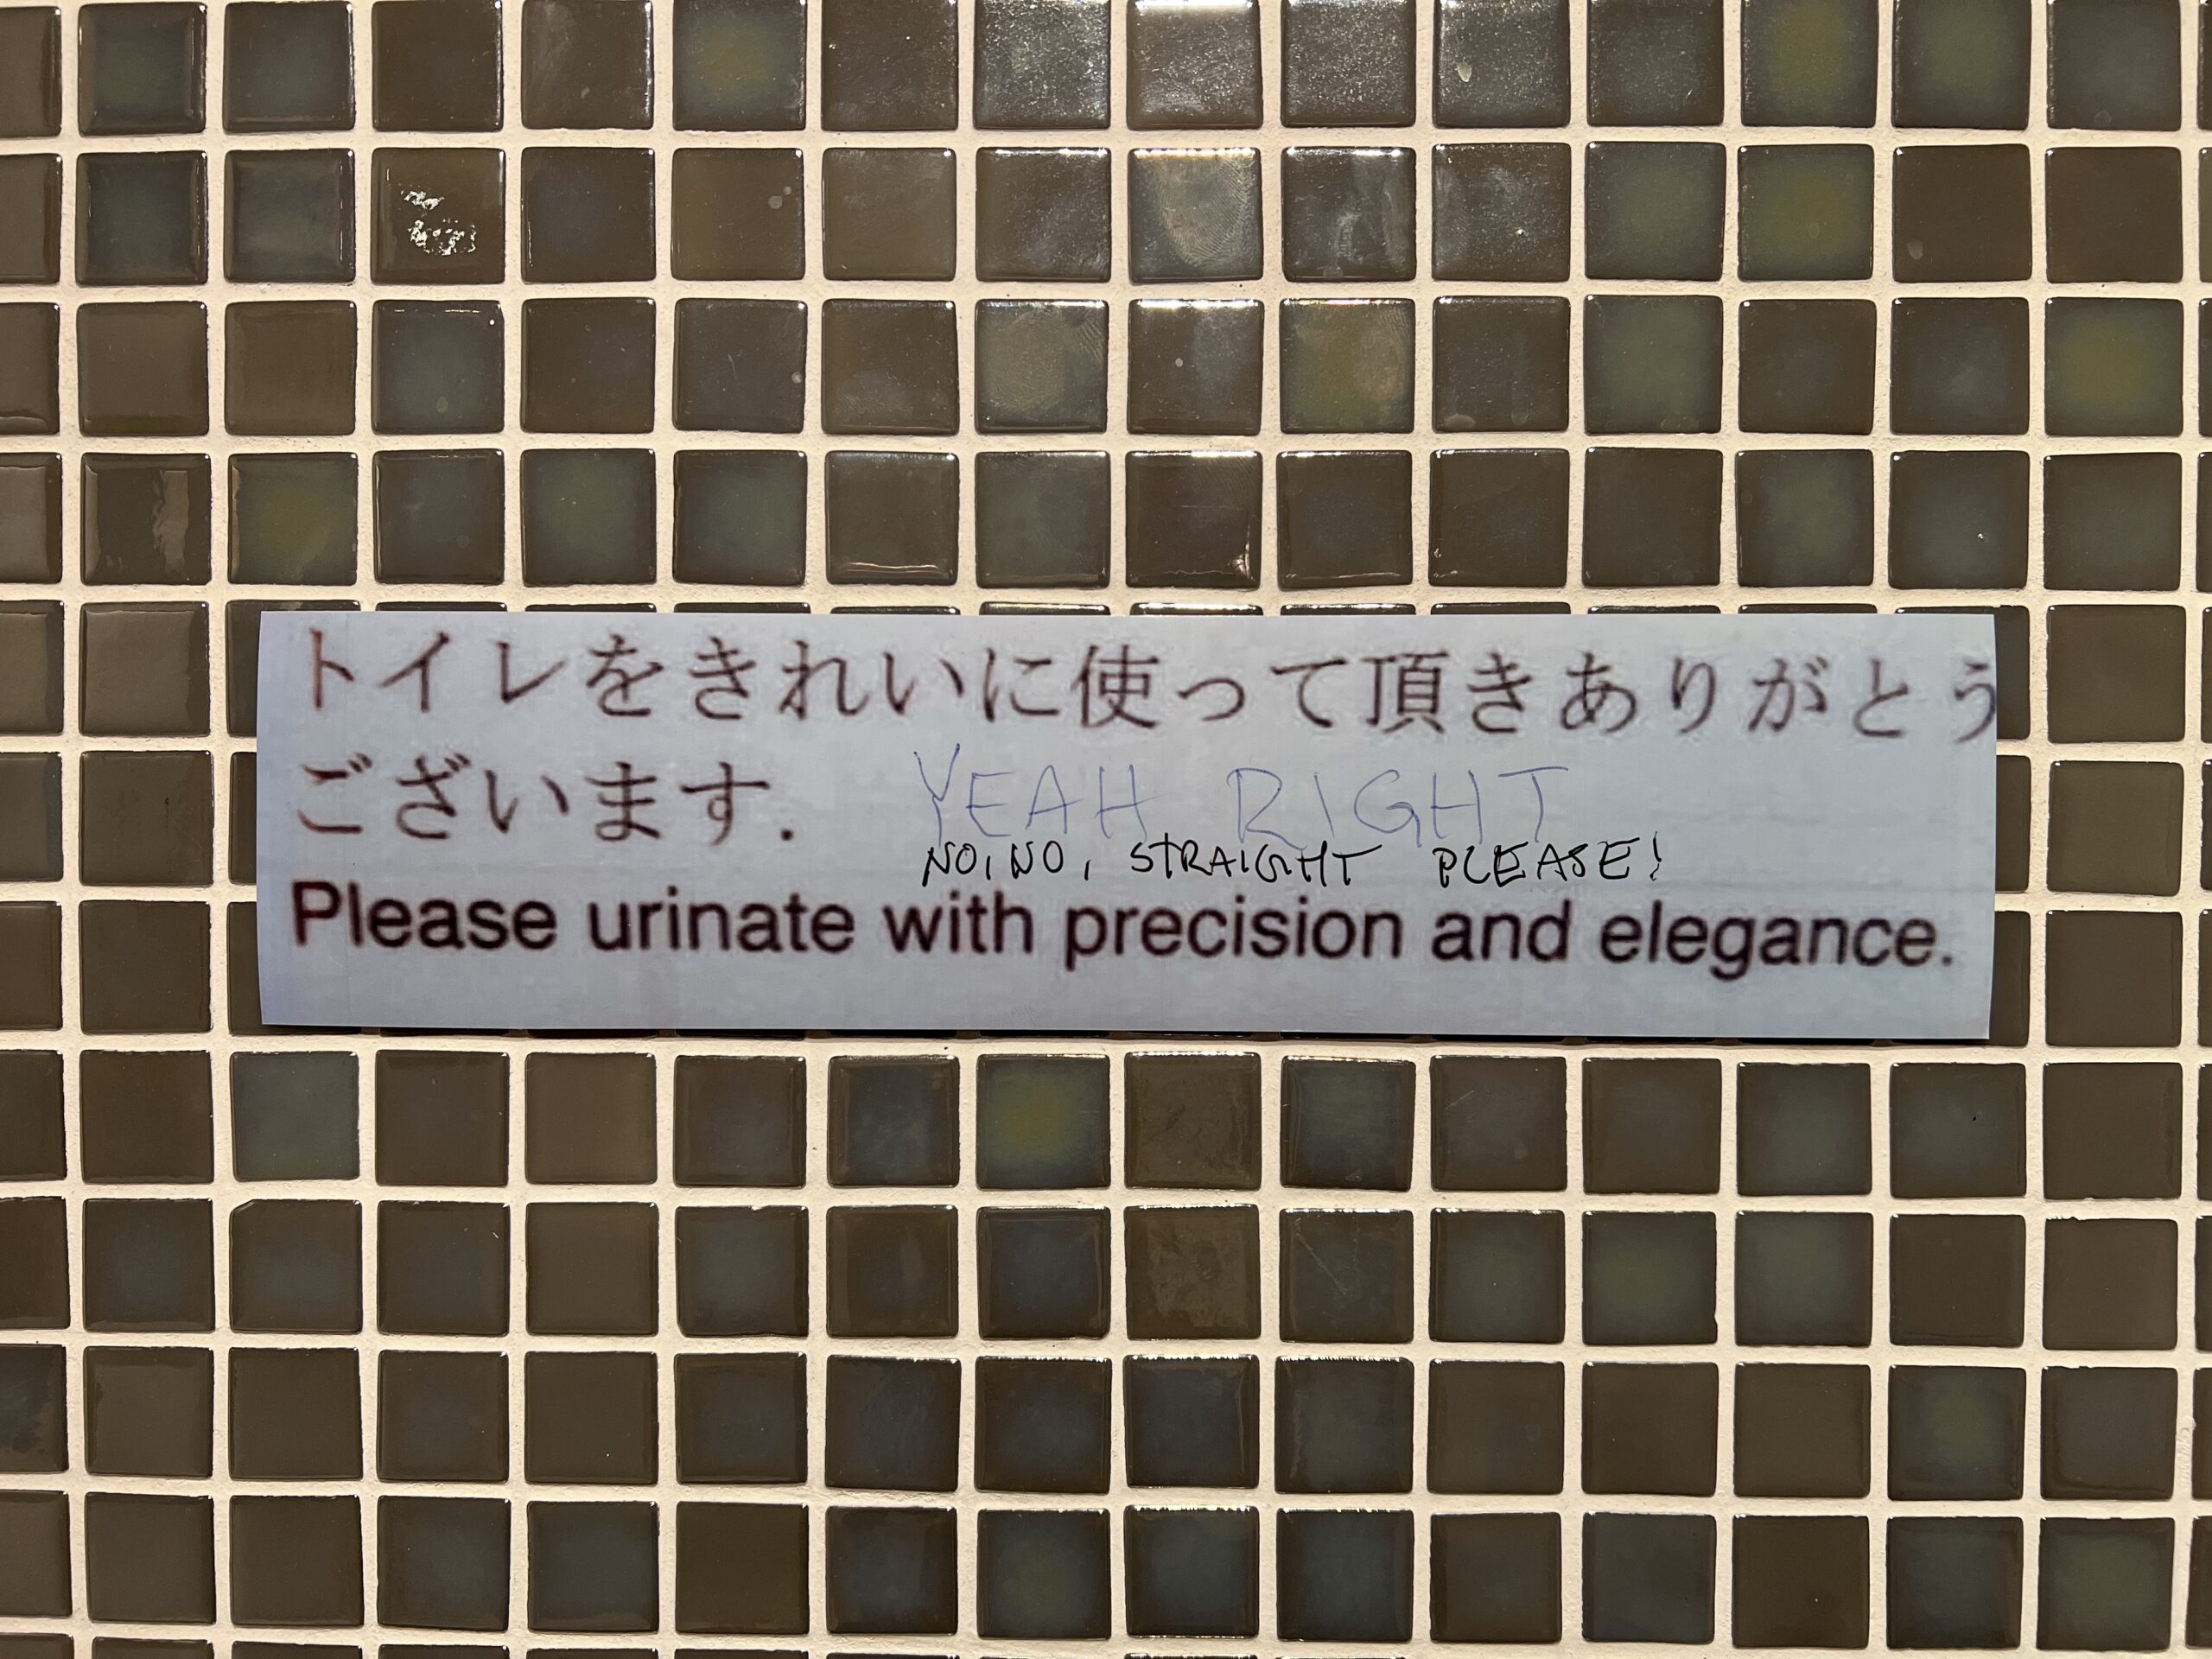 トイレをきれいに使って頂きありがとう
ございます.
YEAH RIGHT
NO, NO, STRAIGHT PLEASE!
Please urinate with precision and elegance.